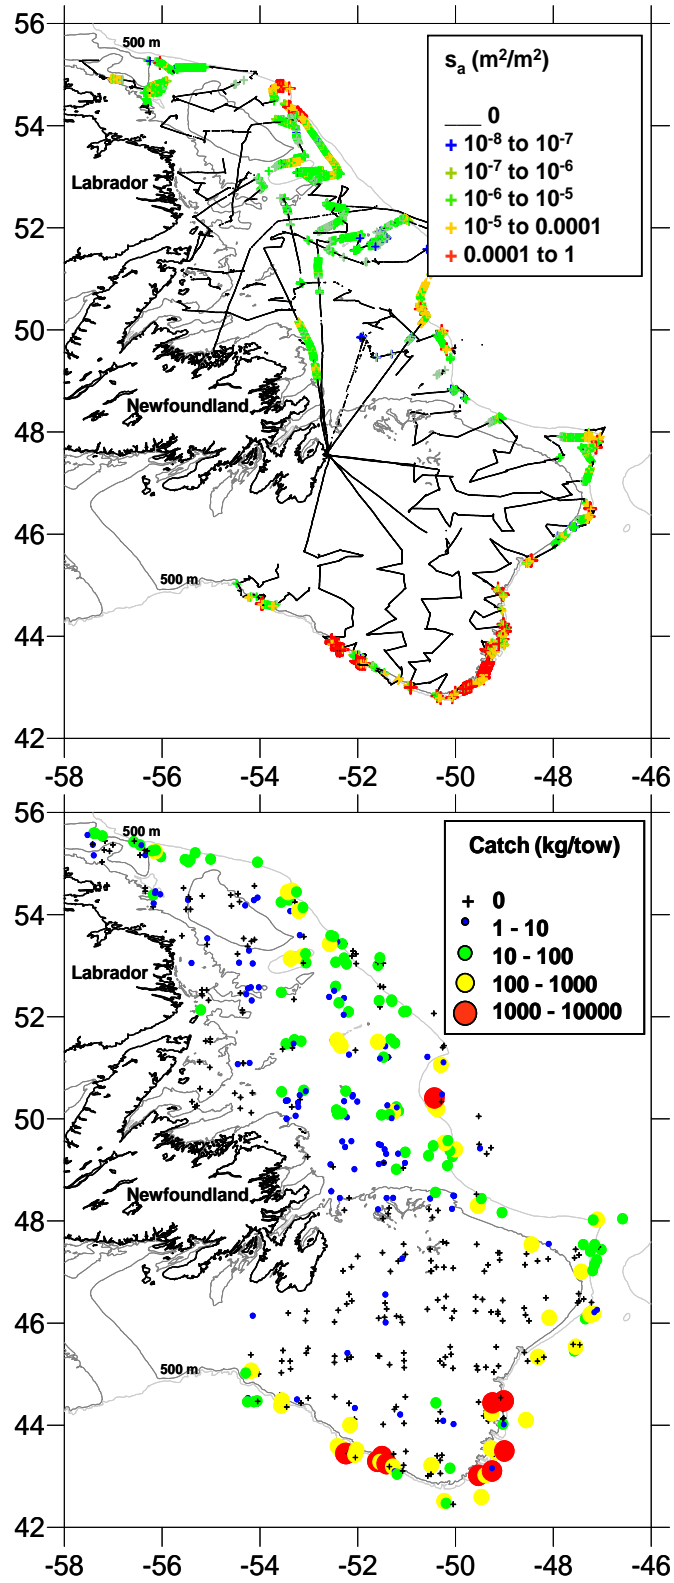 56
500 m
s_a (m²/m²)
___ 0
+ 10⁻⁸ to 10⁻⁷
+ 10⁻⁷ to 10⁻⁶
+ 10⁻⁶ to 10⁻⁵
+ 10⁻⁵ to 0.0001
+ 0.0001 to 1
54
Labrador
52
50
Newfoundland
48
46
500 m
44
42
-58 -56 -54 -52 -50 -48 -46
56
500 m
Catch (kg/tow)
+ 0
1 - 10
10 - 100
100 - 1000
1000 - 10000
54
Labrador
52
50
Newfoundland
48
46
500 m
44
42
-58 -56 -54 -52 -50 -48 -46